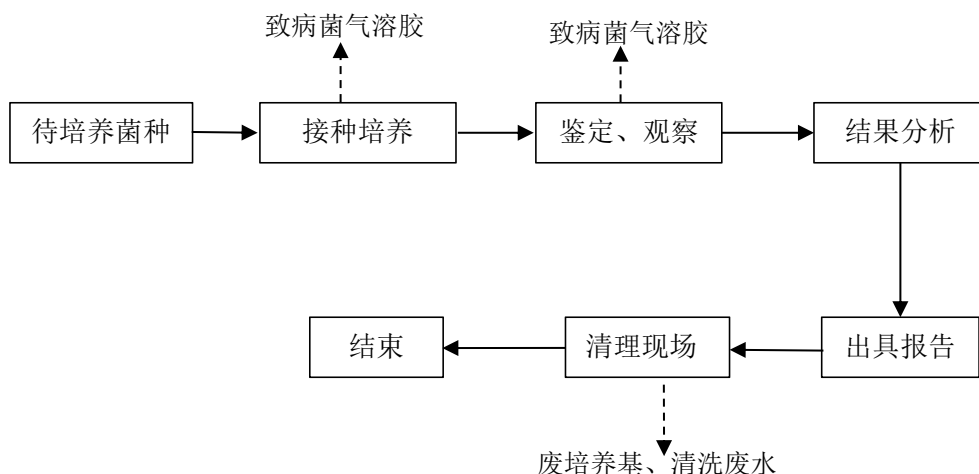 致病菌气溶胶
致病菌气溶胶
待培养菌种
接种培养
鉴定、观察
结果分析
结束
清理现场
出具报告
废培养基、清洗废水